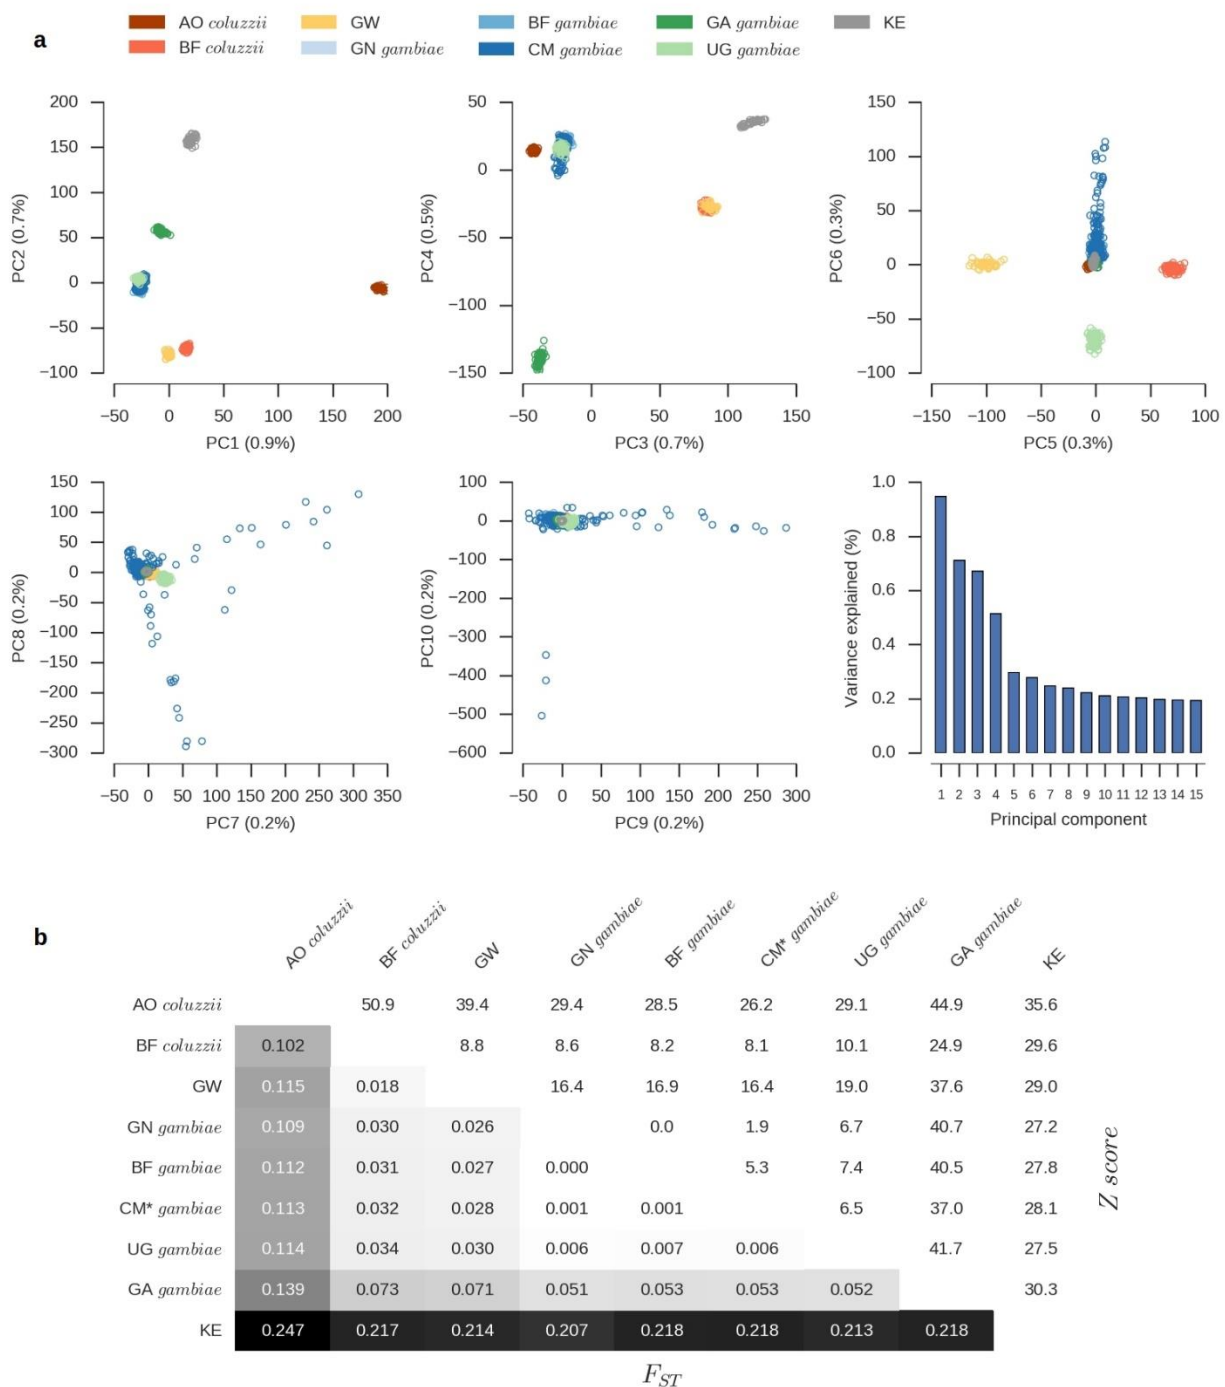 a
AO coluzzii GW BF gambiae GA gambiae KE
BF coluzzii GN gambiae CM gambiae UG gambiae
200
150
100
50
0
−50
−100
PC2 (0.7%)
−50 0 50 100 150 200
PC1 (0.9%)
50
0
−50
−100
−150
PC4 (0.5%)
−50 0 50 100 150
PC3 (0.7%)
150
100
50
0
−50
−100
PC6 (0.3%)
−150 −100 −50 0 50 100
PC5 (0.3%)
150
100
50
0
−50
−100
−150
−200
−250
−300
PC8 (0.2%)
−50 0 50 100 150 200 250 300 350
PC7 (0.2%)
100
0
−100
−200
−300
−400
−500
−600
PC10 (0.2%)
−50 0 50 100 150 200 250 300
PC9 (0.2%)
1.0
0.8
0.6
0.4
0.2
0.0
Variance explained (%)
1 2 3 4 5 6 7 8 9 10 11 12 13 14 15
Principal component
b
AO coluzzii BF coluzzii GW GN gambiae BF gambiae CM* gambiae UG gambiae GA gambiae KE
AO coluzzii 50.9 39.4 29.4 28.5 26.2 29.1 44.9 35.6
BF coluzzii 0.102 8.8 8.6 8.2 8.1 10.1 24.9 29.6
GW 0.115 0.018 16.4 16.9 16.4 19.0 37.6 29.0
GN gambiae 0.109 0.030 0.026 0.0 1.9 6.7 40.7 27.2
BF gambiae 0.112 0.031 0.027 0.000 5.3 7.4 40.5 27.8
CM* gambiae 0.113 0.032 0.028 0.001 0.001 6.5 37.0 28.1
UG gambiae 0.114 0.034 0.030 0.006 0.007 0.006 41.7 27.5
GA gambiae 0.139 0.073 0.071 0.051 0.053 0.053 0.052 30.3
KE 0.247 0.217 0.214 0.207 0.218 0.218 0.213 0.218
Z score
FST